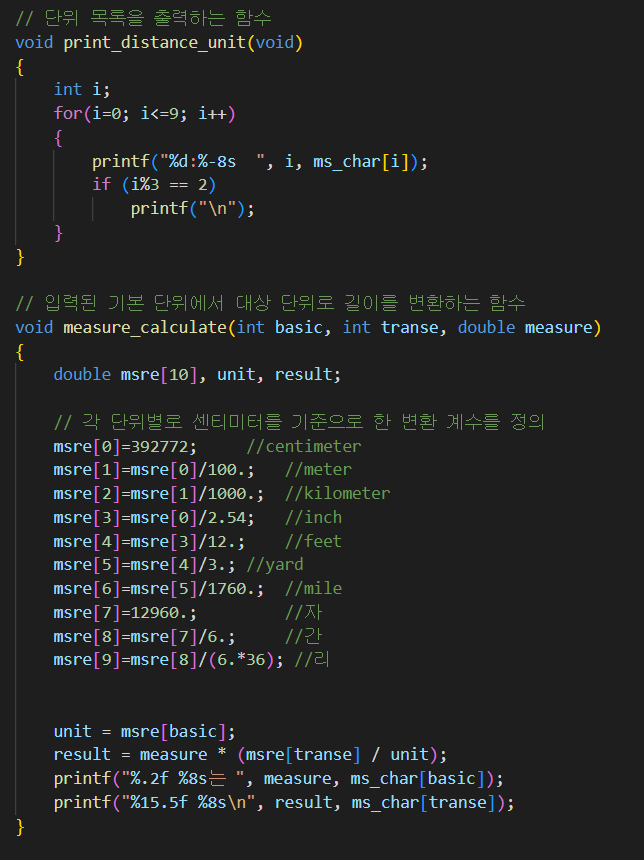 // 단위 목록을 출력하는 함수
void print_distance_unit(void)
{
    int i;
    for(i=0; i<=9; i++)
    {
        printf("%d:%-8s  ", i, ms_char[i]);
        if (i%3 == 2)
            printf("\n");
    }
}

// 입력된 기본 단위에서 대상 단위로 길이를 변환하는 함수
void measure_calculate(int basic, int transe, double measure)
{
    double msre[10], unit, result;

    // 각 단위별로 센티미터를 기준으로 한 변환 계수를 정의
    msre[0]=392772;     //centimeter
    msre[1]=msre[0]/100.;   //meter
    msre[2]=msre[1]/1000.;  //kilometer
    msre[3]=msre[0]/2.54;   //inch
    msre[4]=msre[3]/12.;    //feet
    msre[5]=msre[4]/3.; //yard
    msre[6]=msre[5]/1760.;  //mile
    msre[7]=12960.;         //자
    msre[8]=msre[7]/6.;     //간
    msre[9]=msre[8]/(6.*36); //리


    unit = msre[basic];
    result = measure * (msre[transe] / unit);
    printf("%.2f %8s는 ", measure, ms_char[basic]);
    printf("%15.5f %8s\n", result, ms_char[transe]);
}